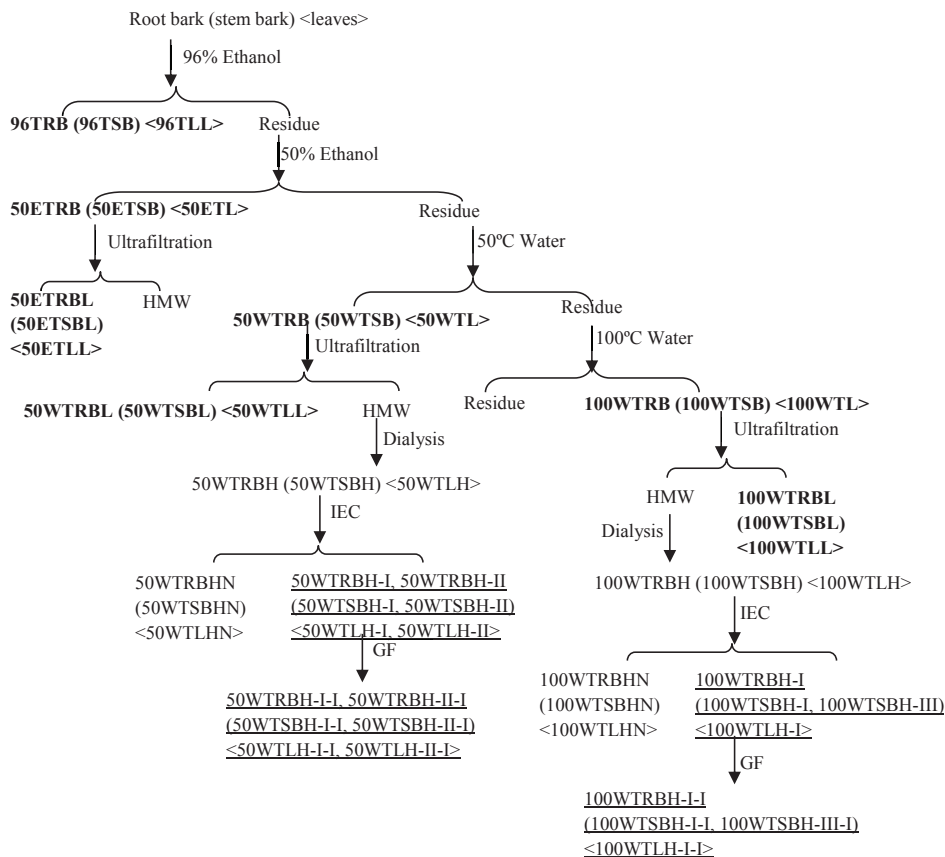 Root bark (stem bark) <leaves>
96% Ethanol
96TRB (96TSB) <96TLL> Residue
50% Ethanol
50ETRB (50ETSB) <50ETL> Residue
Ultrafiltration
50ºC Water
50ETRBL
(50ETSBL)
<50ETLL>
HMW
50WTRB (50WTSB) <50WTL> Residue
Ultrafiltration
100ºC Water
50WTRBL (50WTSBL) <50WTLL> HMW
Residue 100WTRB (100WTSB) <100WTL>
Dialysis
Ultrafiltration
50WTRBH (50WTSBH) <50WTLH>
IEC
HMW
100WTRBL
(100WTSBL)
<100WTLL>
Dialysis
50WTRBHN
(50WTSBHN)
<50WTLHN>
50WTRBH-I, 50WTRBH-II
(50WTSBH-I, 50WTSBH-II)
<50WTLH-I, 50WTLH-II>
GF
100WTRBH (100WTSBH) <100WTLH>
IEC
50WTRBH-I-I, 50WTRBH-II-I
(50WTSBH-I-I, 50WTSBH-II-I)
<50WTLH-I-I, 50WTLH-II-I>
100WTRBHN
(100WTSBHN)
<100WTLHN>
100WTRBH-I
(100WTSBH-I, 100WTSBH-III)
<100WTLH-I>
GF
100WTRBH-I-I
(100WTSBH-I-I, 100WTSBH-III-I)
<100WTLH-I-I>